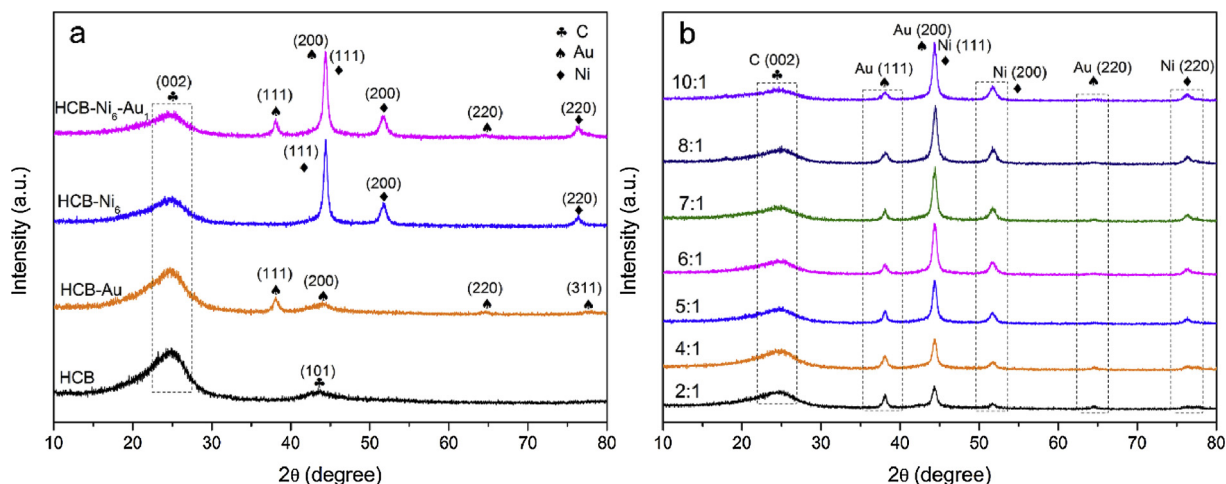 a
♣ C
♠ Au
♦ Ni
(200)
(111)
(002)
(111)
(200)
(220)
(220)
HCB-Ni6-Au1
(111)
(200)
(220)
HCB-Ni6
(111)
(200)
(220)
(311)
HCB-Au
(101)
HCB
10 20 30 40 50 60 70 80
2θ (degree)
Intensity (a.u.)
b
Au (200)
Ni (111)
C (002)
Au (111)
Ni (200)
Au (220)
Ni (220)
10:1
8:1
7:1
6:1
5:1
4:1
2:1
10 20 30 40 50 60 70 80
2θ (degree)
Intensity (a.u.)